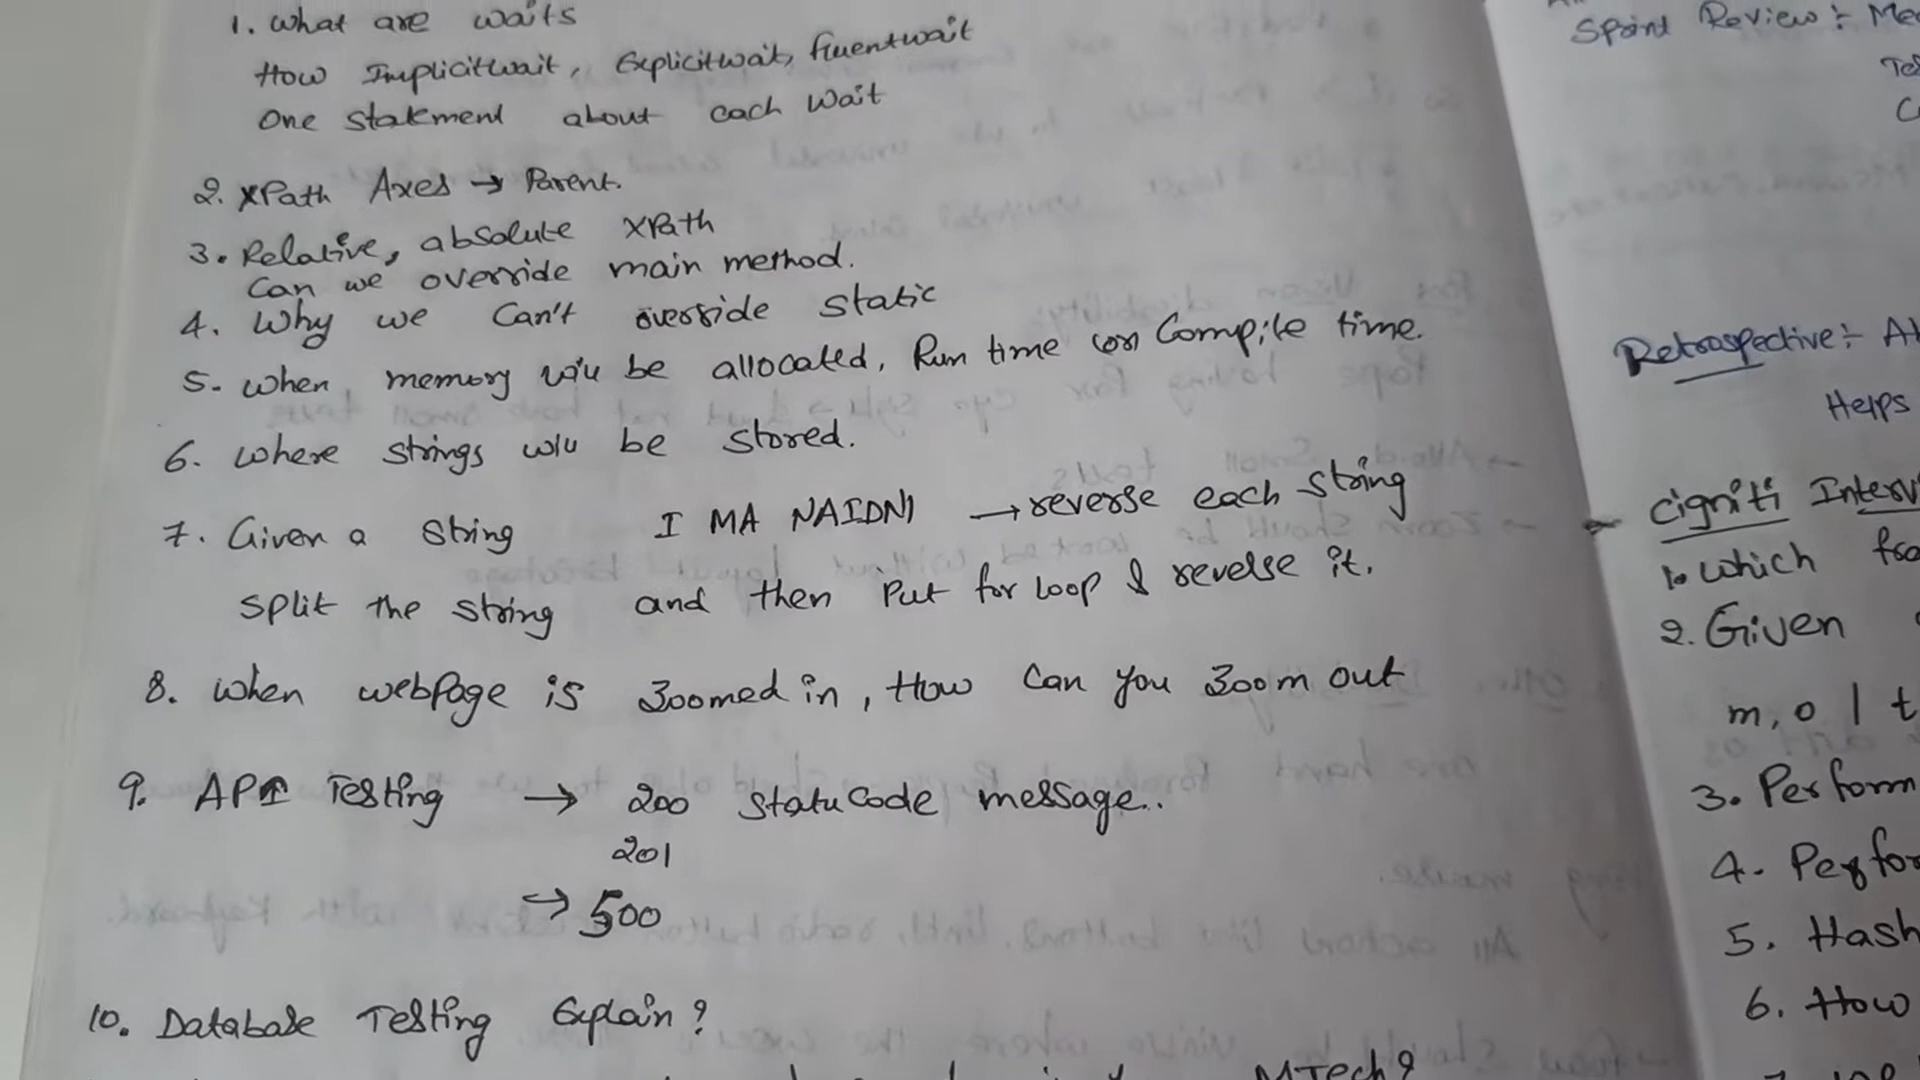 1. What are waits
How Implicitwait, Explicitwait, fluentwait
One statement about each wait
2. XPath Axes → Parent.
3. Relative, absolute XPath
Can we override main method.
4. Why we Can't override static
5. When memory will be allocated, Run time (or) Compile time.
6. Where strings will be stored.
7. Given a string I MA NAIDNI → reverse each string
split the string and then Put for loop & reverse it.
8. When webpage is zoomed in, How Can you zoom out
9. API Testing → 200 StatuCode message..
201
→ 500
10. Database Testing Explain?
MTech?
Sprint Review :- Me
Tes
C
Retrospective :- A
Helps
Cigniti Interv
1. Which
2. Given
m, o l t
3. Perform
4. Perfo
5. Hash
6. How